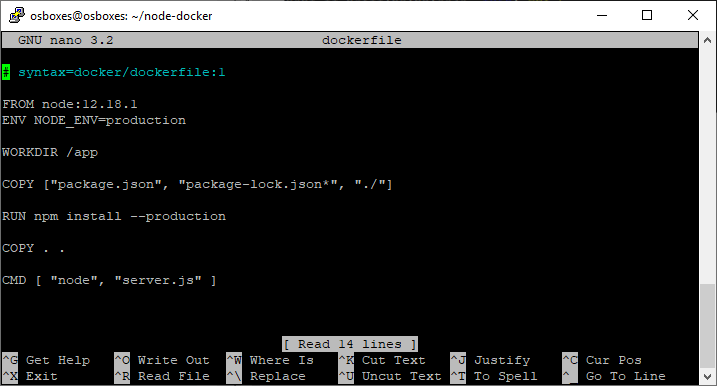 osboxes@osboxes: ~/node-docker
GNU nano 3.2 dockerfile
# syntax=docker/dockerfile:1
FROM node:12.18.1
ENV NODE_ENV=production
WORKDIR /app
COPY ["package.json", "package-lock.json*", "./"]
RUN npm install --production
COPY . .
CMD [ "node", "server.js" ]
[ Read 14 lines ]
^G Get Help ^O Write Out ^W Where Is ^K Cut Text ^J Justify ^C Cur Pos
^X Exit ^R Read File ^\ Replace ^U Uncut Text ^T To Spell ^_ Go To Line